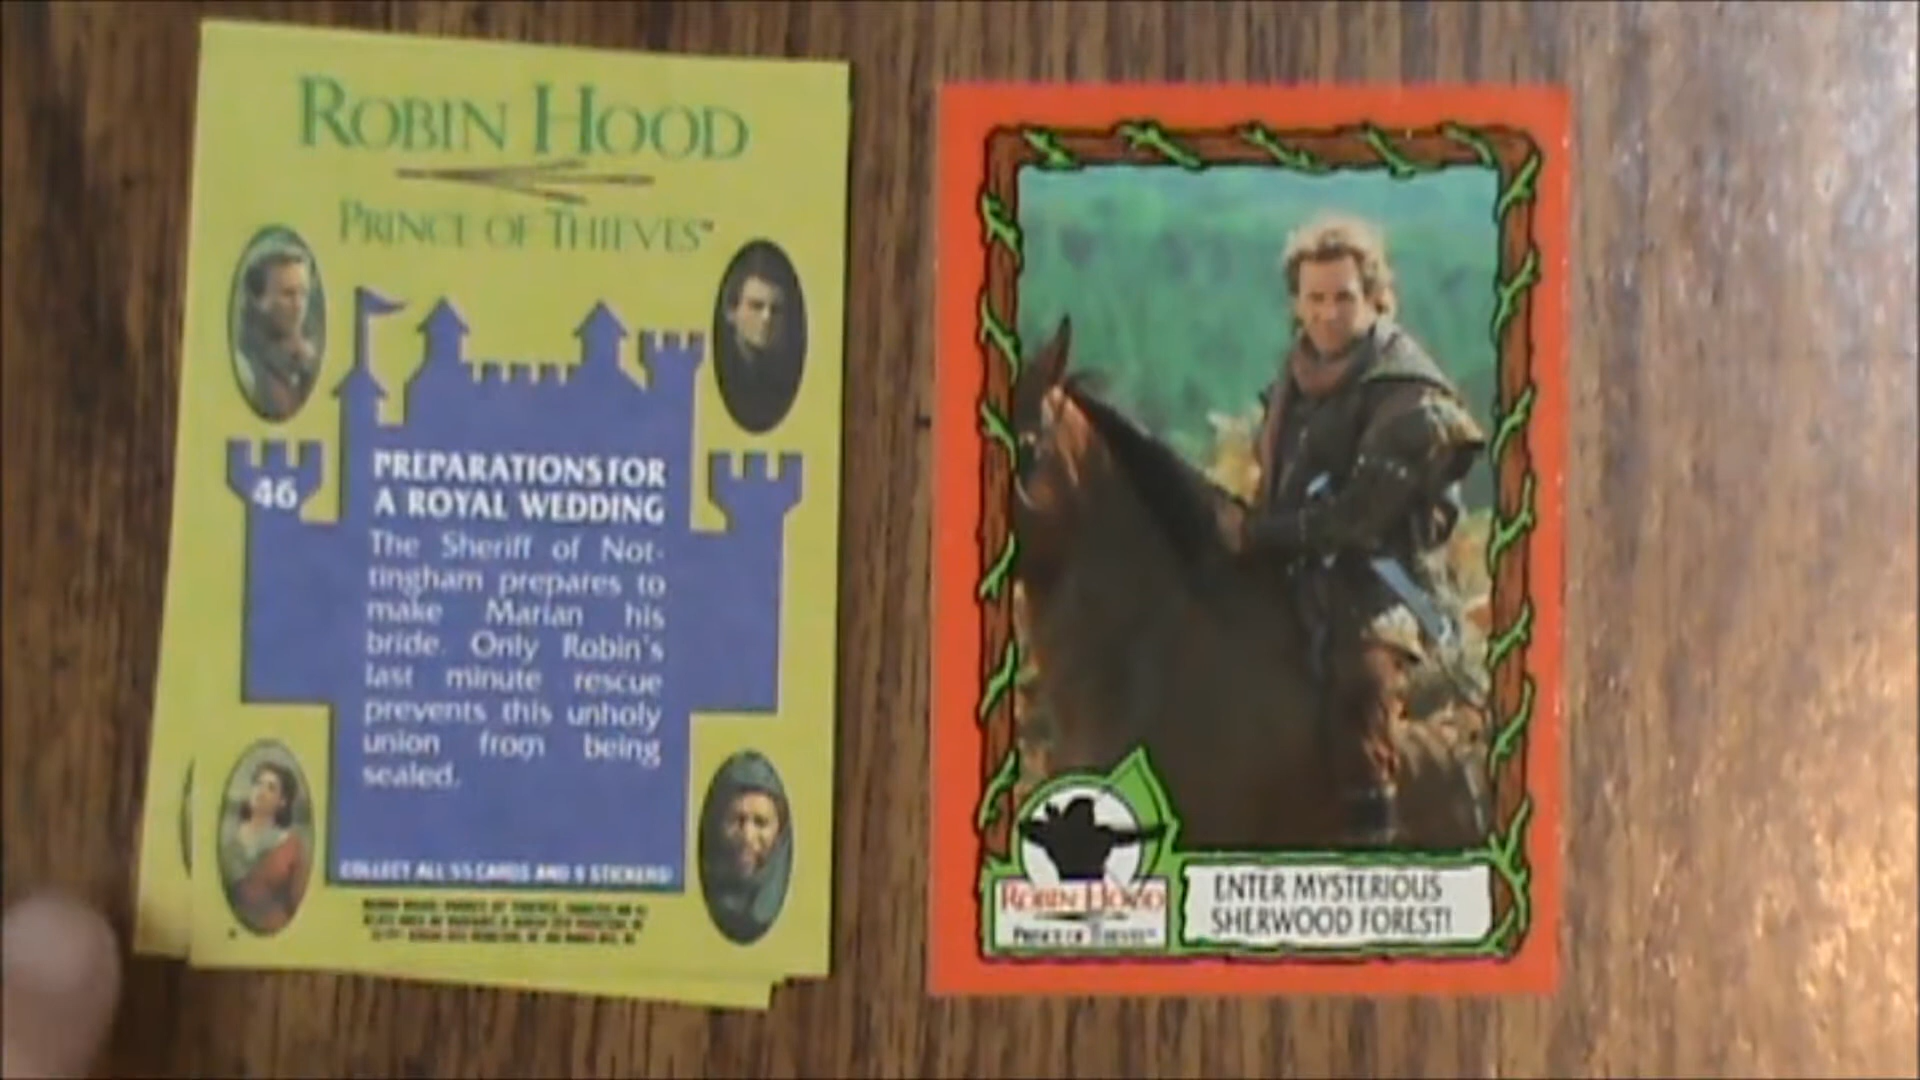 ROBIN HOOD
PRINCE OF THIEVES™
46
PREPARATIONS FOR
A ROYAL WEDDING
The Sheriff of Not-
tingham prepares to
make Marian his
bride. Only Robin's
last minute rescue
prevents this unholy
union from being
sealed.
COLLECT ALL 55 CARDS AND 9 STICKERS!
ROBIN HOOD
PRINCE OF THIEVES™
ENTER MYSTERIOUS
SHERWOOD FOREST!